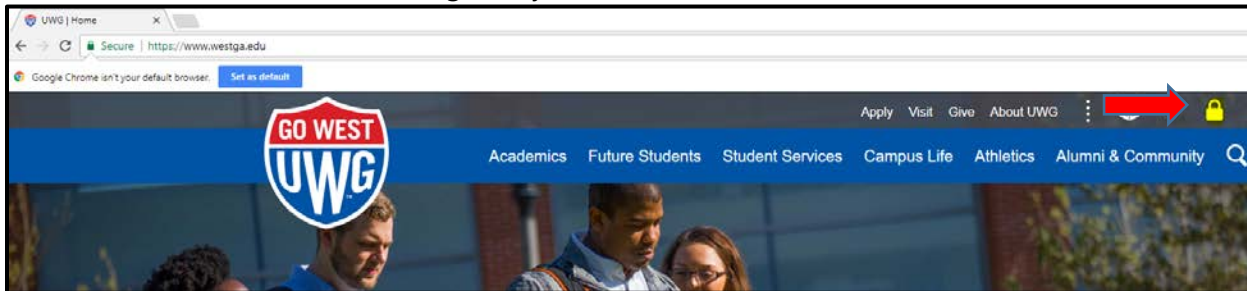 UWG | Home
Secure | https://www.westga.edu
Google Chrome isn't your default browser. Set as default
Apply Visit Give About UWG
GO WEST
UWG
Academics Future Students Student Services Campus Life Athletics Alumni & Community